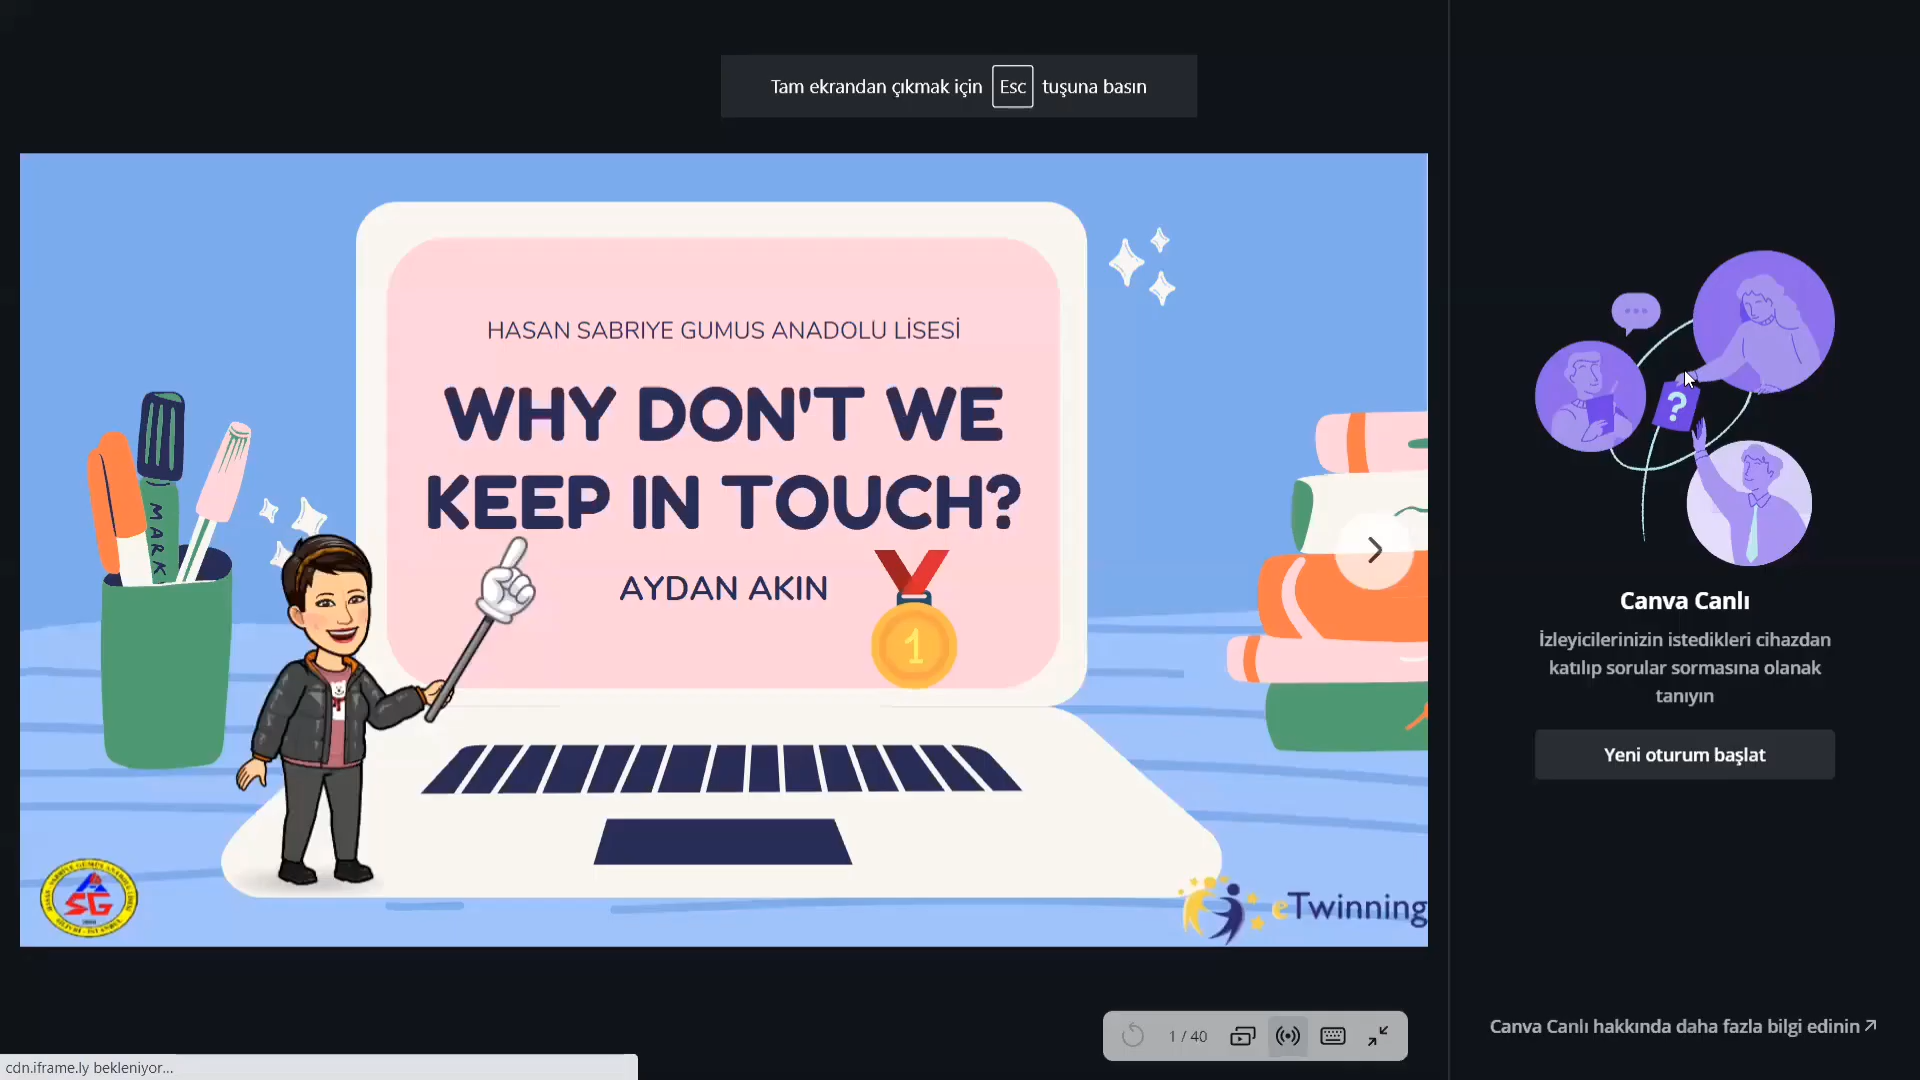 Tam ekrandan çıkmak için Esc tuşuna basın
HASAN SABRIYE GUMUS ANADOLU LİSESİ
WHY DON'T WE
KEEP IN TOUCH?
AYDAN AKIN
1
MARK
SG
eTwinning
?
Canva Canlı
İzleyicilerinizin istedikleri cihazdan
katılıp sorular sormasına olanak
tanıyın
Yeni oturum başlat
Canva Canlı hakkında daha fazla bilgi edinin
1 / 40
cdn.iframe.ly bekleniyor...